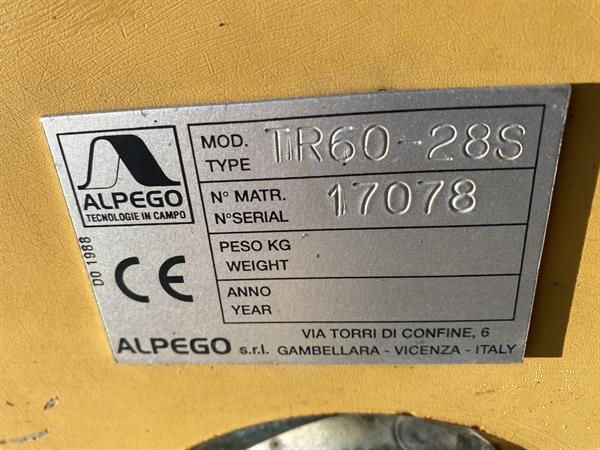 ALPEGO
TECNOLOGIE IN CAMPO
MOD. TYPE TR60-28S
N° MATR. N° SERIAL 17078
PESO KG
WEIGHT
ANNO
YEAR
DO 1988
CE
ALPEGO s.r.l. VIA TORRI DI CONFINE, 6
GAMBELLARA - VICENZA - ITALY